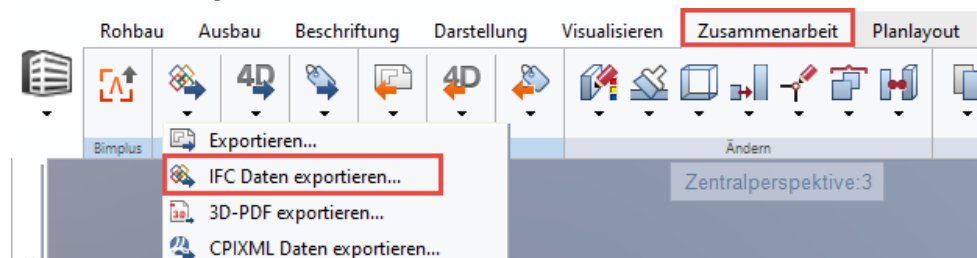 Rohbau Ausbau Beschriftung Darstellung Visualisieren Zusammenarbeit Planlayout
4D 4D
Bimplus Ändern
Exportieren...
IFC Daten exportieren...
Zentralperspektive:3
3D-PDF exportieren...
CPIXML Daten exportieren...